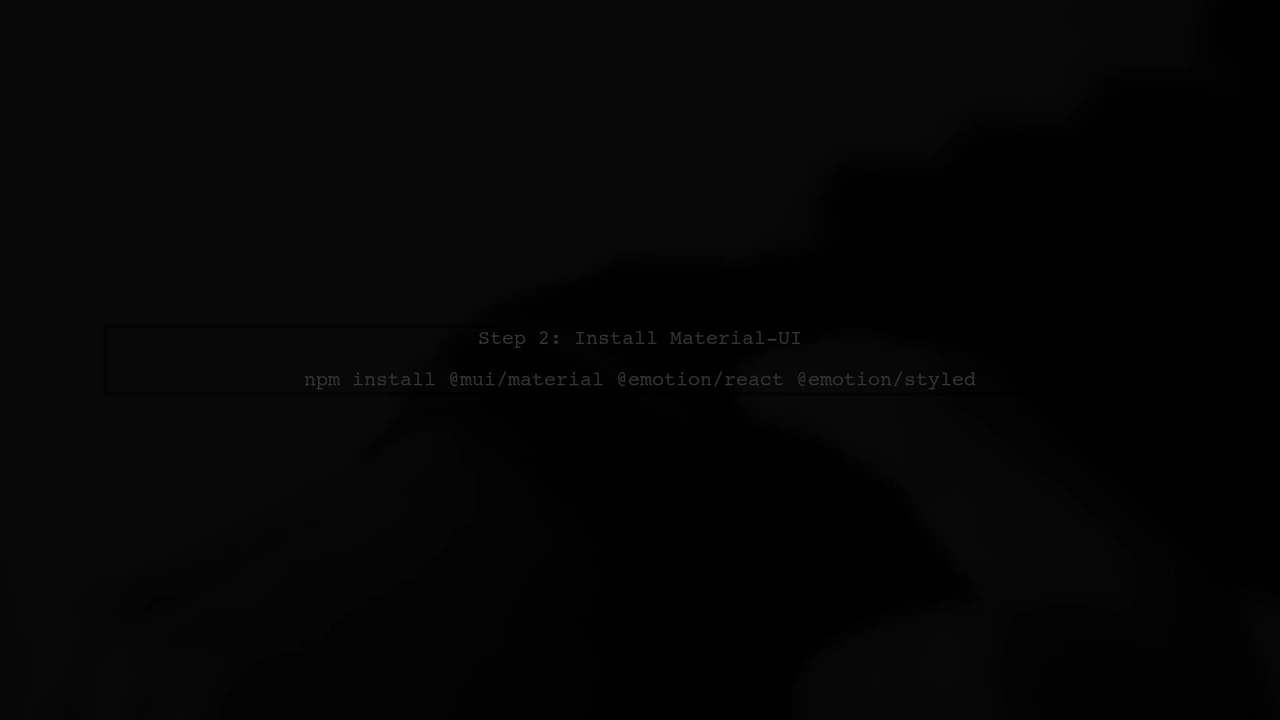 Step 2: Install Material-UI
npm install @mui/material @emotion/react @emotion/styled